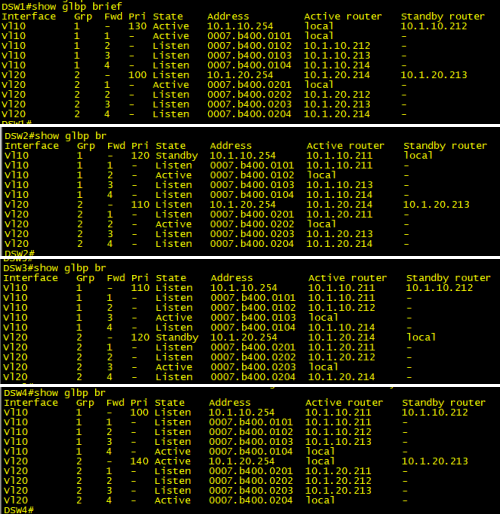 DSW1#show glbp brief
Interface Grp Fwd Pri State Address Active router Standby router
Vl10 1 - 130 Active 10.1.10.254 local 10.1.10.212
Vl10 1 1 - Active 0007.b400.0101 local -
Vl10 1 2 - Listen 0007.b400.0102 10.1.10.212 -
Vl10 1 3 - Listen 0007.b400.0103 10.1.10.213 -
Vl10 1 4 - Listen 0007.b400.0104 10.1.10.214 -
Vl20 2 - 100 Listen 10.1.20.254 10.1.20.214 10.1.20.213
Vl20 2 1 - Active 0007.b400.0201 local -
Vl20 2 2 - Listen 0007.b400.0202 10.1.20.212 -
Vl20 2 3 - Listen 0007.b400.0203 10.1.20.213 -
Vl20 2 4 - Listen 0007.b400.0204 10.1.20.214 -
DSW1#
DSW2#show glbp br
Interface Grp Fwd Pri State Address Active router Standby router
Vl10 1 - 120 Standby 10.1.10.254 10.1.10.211 local
Vl10 1 1 - Listen 0007.b400.0101 10.1.10.211 -
Vl10 1 2 - Active 0007.b400.0102 local -
Vl10 1 3 - Listen 0007.b400.0103 10.1.10.213 -
Vl10 1 4 - Listen 0007.b400.0104 10.1.10.214 -
Vl20 2 - 110 Listen 10.1.20.254 10.1.20.214 10.1.20.213
Vl20 2 1 - Listen 0007.b400.0201 10.1.20.211 -
Vl20 2 2 - Active 0007.b400.0202 local -
Vl20 2 3 - Listen 0007.b400.0203 10.1.20.213 -
Vl20 2 4 - Listen 0007.b400.0204 10.1.20.214 -
DSW2#
DSW3#show glbp br
Interface Grp Fwd Pri State Address Active router Standby router
Vl10 1 - 110 Listen 10.1.10.254 10.1.10.211 10.1.10.212
Vl10 1 1 - Listen 0007.b400.0101 10.1.10.211 -
Vl10 1 2 - Listen 0007.b400.0102 10.1.10.212 -
Vl10 1 3 - Active 0007.b400.0103 local -
Vl10 1 4 - Listen 0007.b400.0104 10.1.10.214 -
Vl20 2 - 120 Standby 10.1.20.254 10.1.20.214 local
Vl20 2 1 - Listen 0007.b400.0201 10.1.20.211 -
Vl20 2 2 - Listen 0007.b400.0202 10.1.20.212 -
Vl20 2 3 - Active 0007.b400.0203 local -
Vl20 2 4 - Listen 0007.b400.0204 10.1.20.214 -
DSW4#show glbp br
Interface Grp Fwd Pri State Address Active router Standby router
Vl10 1 - 100 Listen 10.1.10.254 10.1.10.211 10.1.10.212
Vl10 1 1 - Listen 0007.b400.0101 10.1.10.211 -
Vl10 1 2 - Listen 0007.b400.0102 10.1.10.212 -
Vl10 1 3 - Listen 0007.b400.0103 10.1.10.213 -
Vl10 1 4 - Active 0007.b400.0104 local -
Vl20 2 - 140 Active 10.1.20.254 local 10.1.20.213
Vl20 2 1 - Listen 0007.b400.0201 10.1.20.211 -
Vl20 2 2 - Listen 0007.b400.0202 10.1.20.212 -
Vl20 2 3 - Listen 0007.b400.0203 10.1.20.213 -
Vl20 2 4 - Active 0007.b400.0204 local -
DSW4#